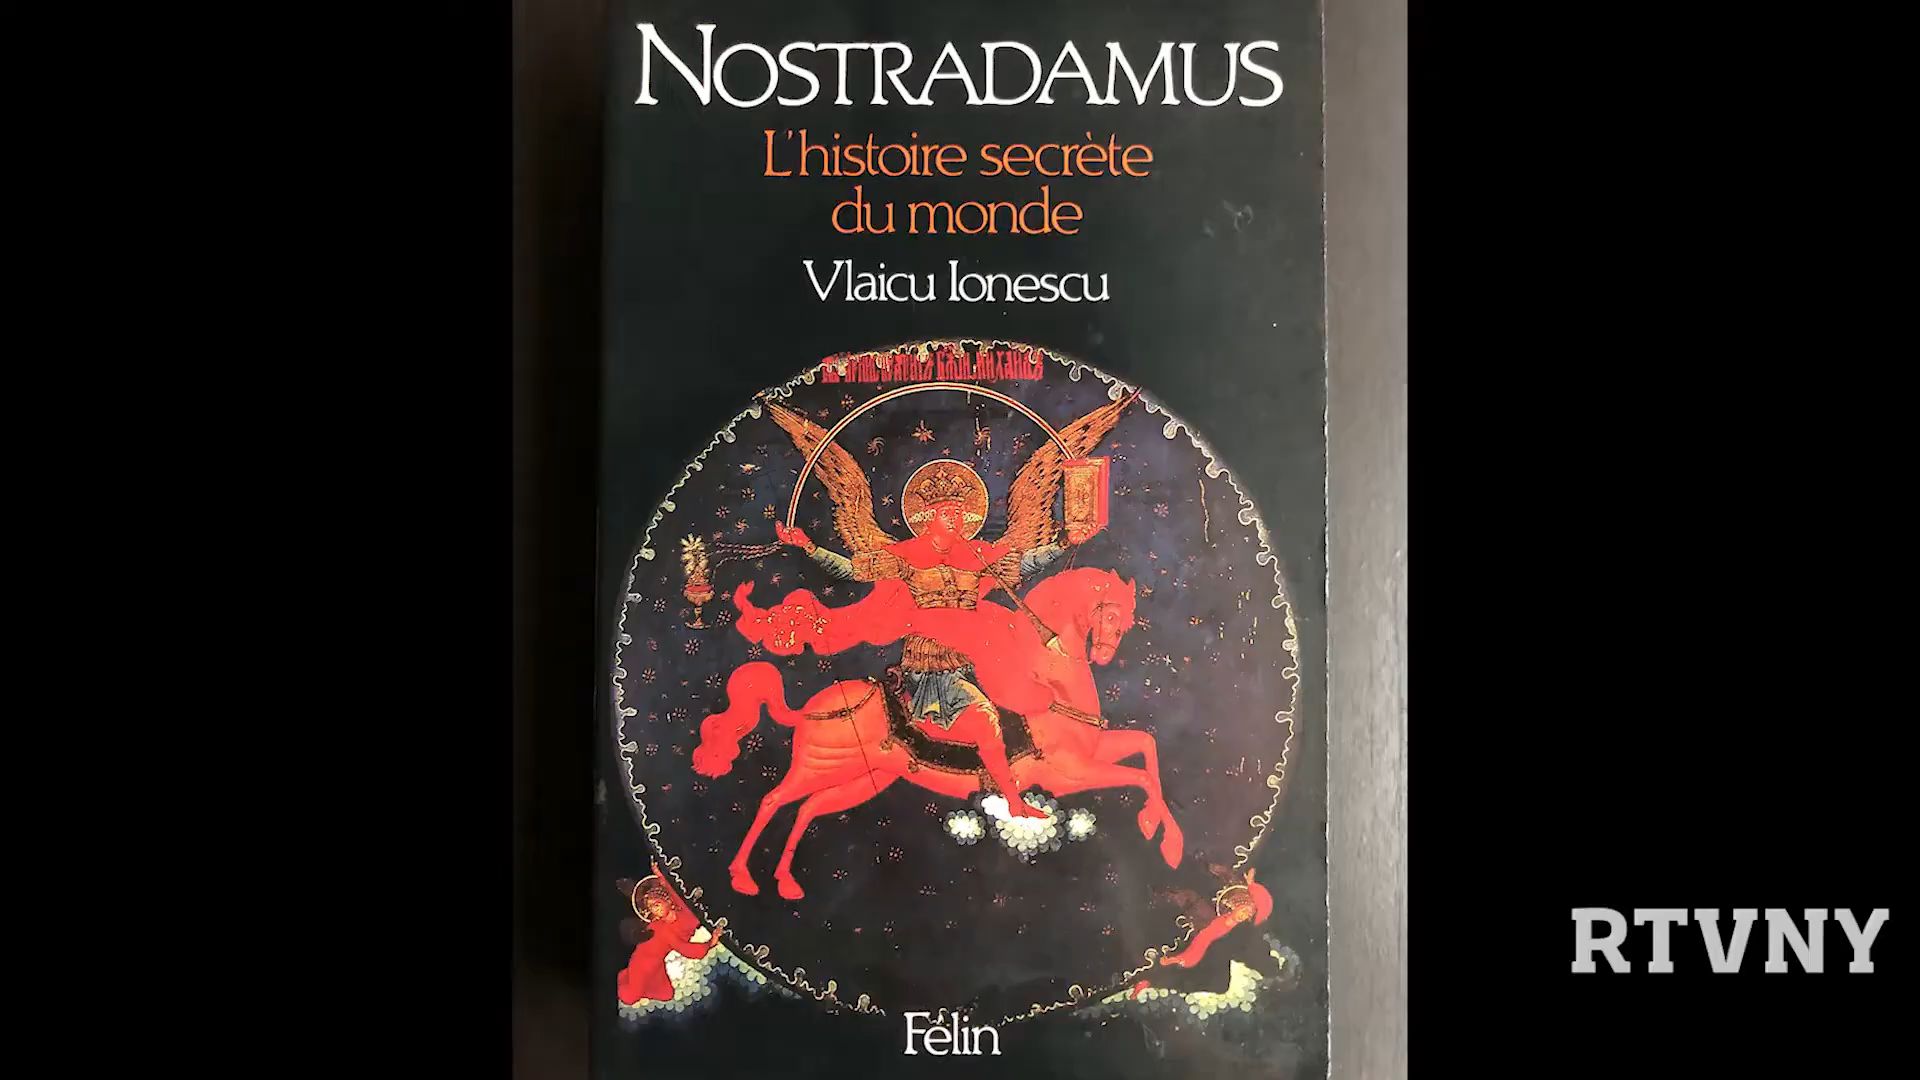 NOSTRADAMUS
L'histoire secrète
du monde
Vlaicu Ionescu
Félin
RTVNY